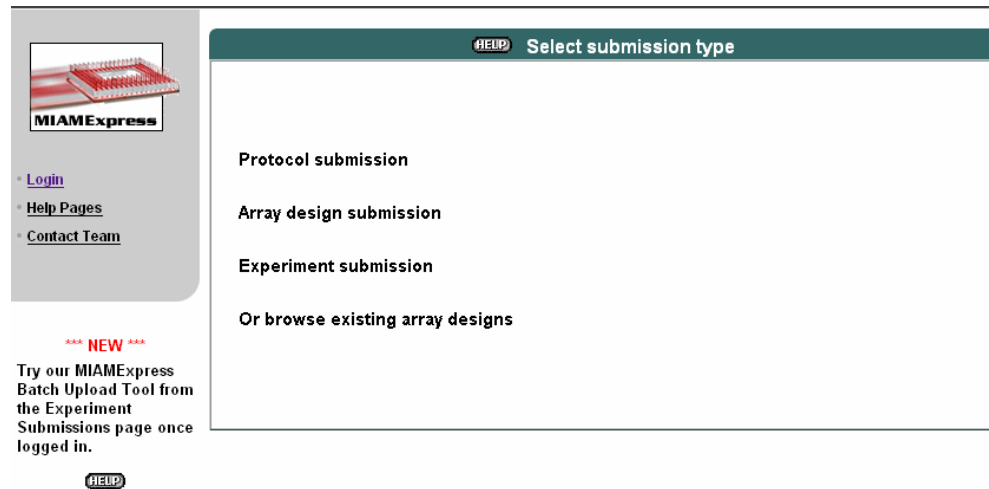 HELP Select submission type
MIAMExpress
Login
Help Pages
Contact Team
Protocol submission
Array design submission
Experiment submission
Or browse existing array designs
*** NEW ***
Try our MIAMExpress
Batch Upload Tool from
the Experiment
Submissions page once
logged in.
HELP